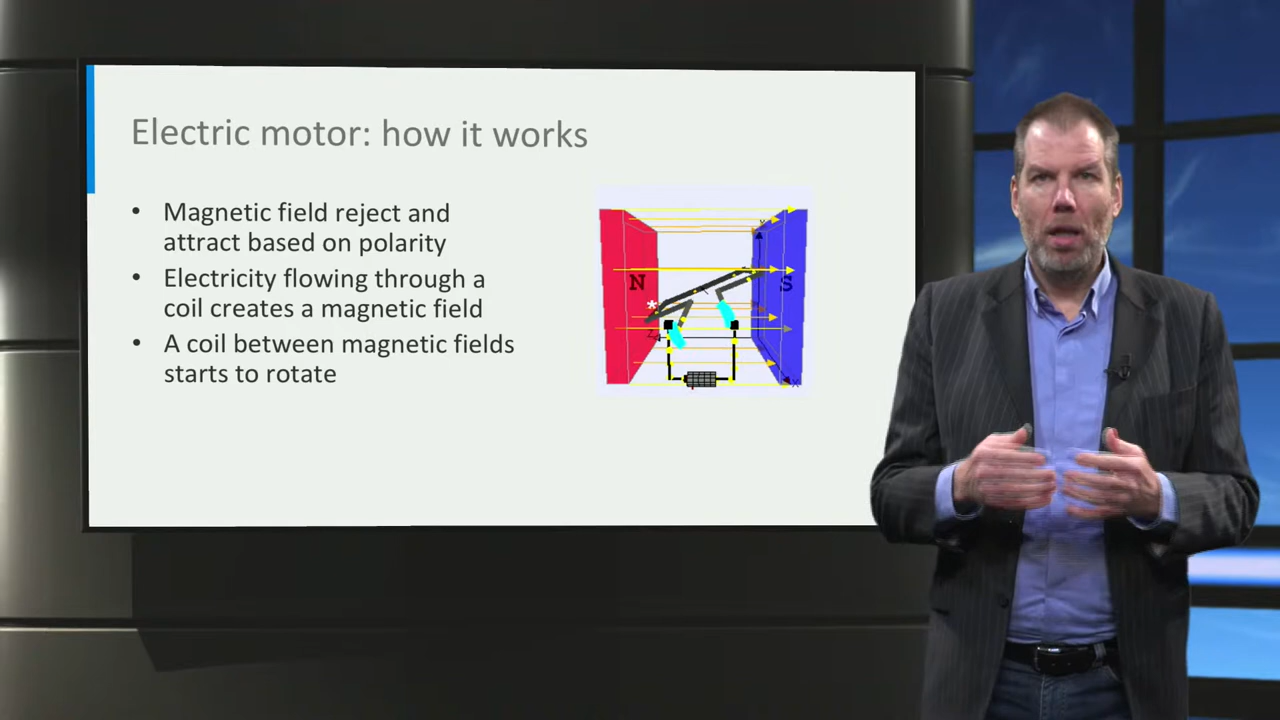 Electric motor: how it works
• Magnetic field reject and
attract based on polarity
• Electricity flowing through a
coil creates a magnetic field
• A coil between magnetic fields
starts to rotate
N
S
*